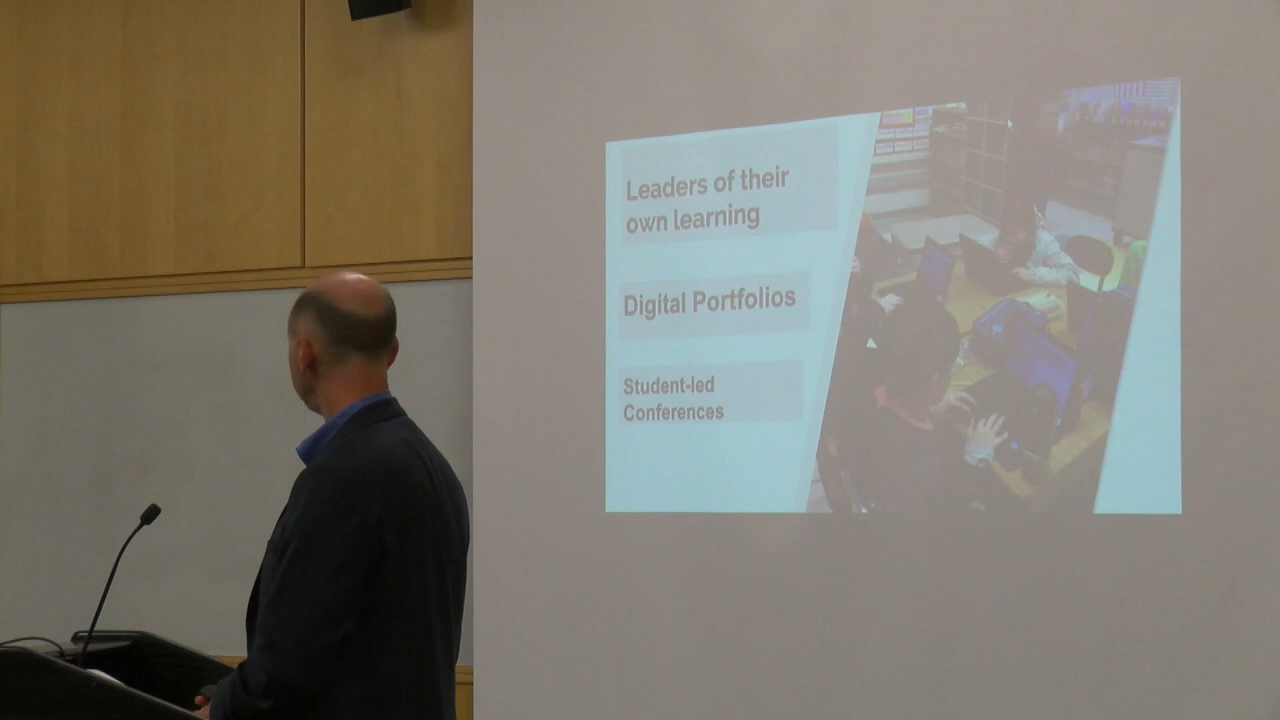 Leaders of their
own learning
Digital Portfolios
Student-led
Conferences